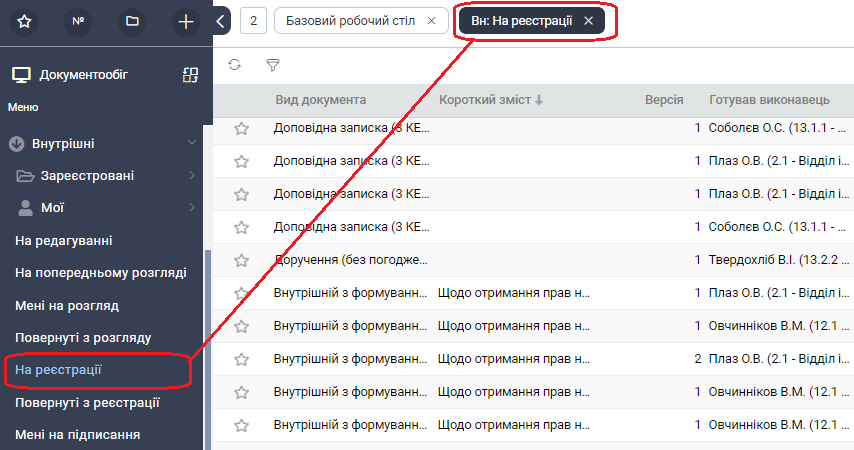 №
2
Базовий робочий стіл
Вн: На реєстрації
Документообіг
Меню
Внутрішні
Зареєстровані
Мої
На редагуванні
На попередньому розгляді
Мені на розгляд
Повернуті з розгляду
На реєстрації
Повернуті з реєстрації
Мені на підписання
Вид документа Короткий зміст Версія Готував виконавець
Доповідна записка (3 КЕ... 1 Соболєв О.С. (13.1.1 - ...
Доповідна записка (3 КЕ... 1 Плаз О.В. (2.1 - Відділ і...
Доповідна записка (3 КЕ... 1 Плаз О.В. (2.1 - Відділ і...
Доповідна записка (3 КЕ... 1 Соболєв О.С. (13.1.1 - ...
Доручення (без погодже... 1 Твердохліб В.І. (13.2.2 ...
Внутрішній з формуванн... Щодо отримання прав н... 1 Плаз О.В. (2.1 - Відділ і...
Внутрішній з формуванн... Щодо отримання прав н... 1 Овчинніков В.М. (12.1 ...
Внутрішній з формуванн... Щодо отримання прав н... 2 Плаз О.В. (2.1 - Відділ і...
Внутрішній з формуванн... Щодо отримання прав н... 1 Овчинніков В.М. (12.1 ...
Внутрішній з формуванн... Щодо отримання прав н... 1 Овчинніков В.М. (12.1 ...